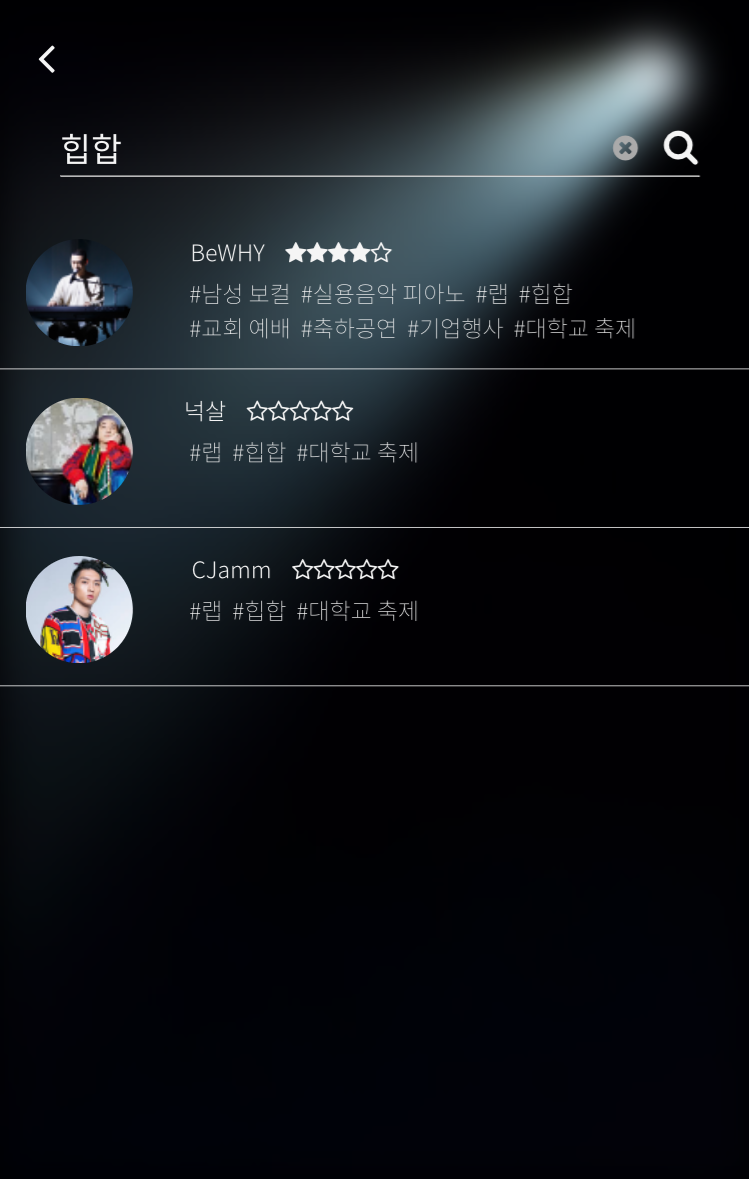 힙합
BeWHY
#남성 보컬 #실용음악 피아노 #랩 #힙합
#교회 예배 #축하공연 #기업행사 #대학교 축제
넉살
#랩 #힙합 #대학교 축제
CJamm
#랩 #힙합 #대학교 축제